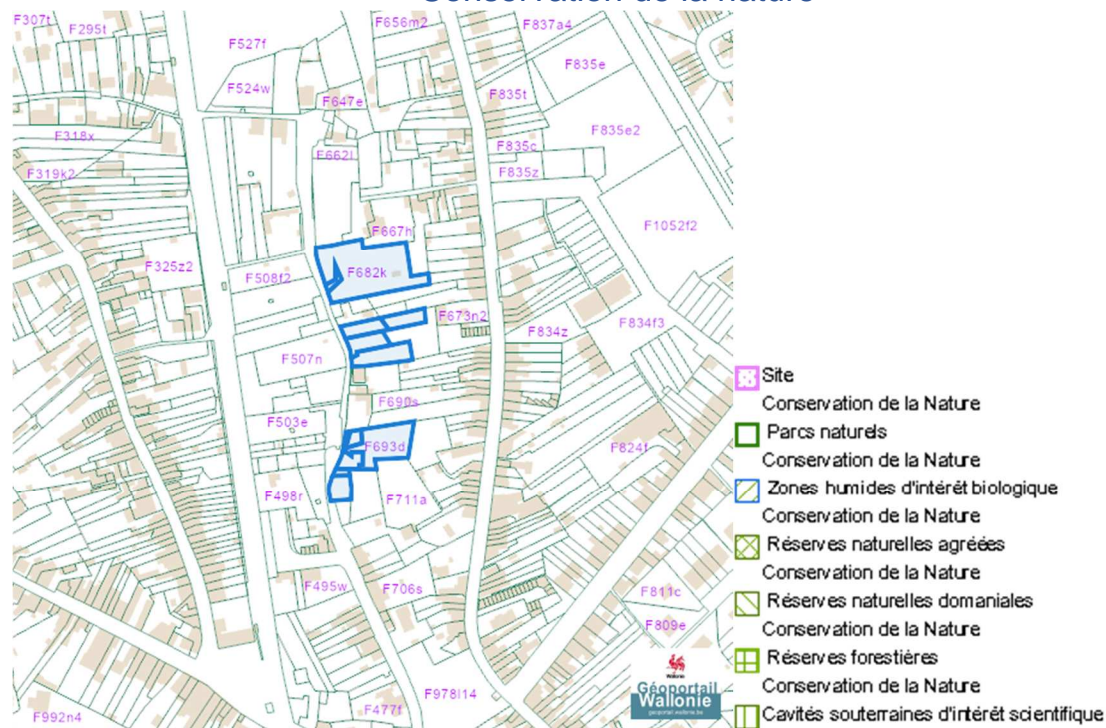 Conservation de la nature
F307t
F295t
F527f
F656m2
F837a4
F524w
F647e
F835e
F835t
F318x
F662l
F835c
F835e2
F319k2
F835z
F667h
F1052f2
F325z2
F508f2
F682k
F673n2
F834z
F834f3
F507n
F690s
F503e
F693d
F824f
F498r
F711a
F495w
F706s
F811c
F809e
F978l14
F992n4
F477f
Site
Conservation de la Nature
Parcs naturels
Conservation de la Nature
Zones humides d'intérêt biologique
Conservation de la Nature
Réserves naturelles agréées
Conservation de la Nature
Réserves naturelles domaniales
Conservation de la Nature
Réserves forestières
Conservation de la Nature
Cavités souterraines d'intérêt scientifique
Wallonie
Géoportail
Wallonie
geoportail.wallonie.be